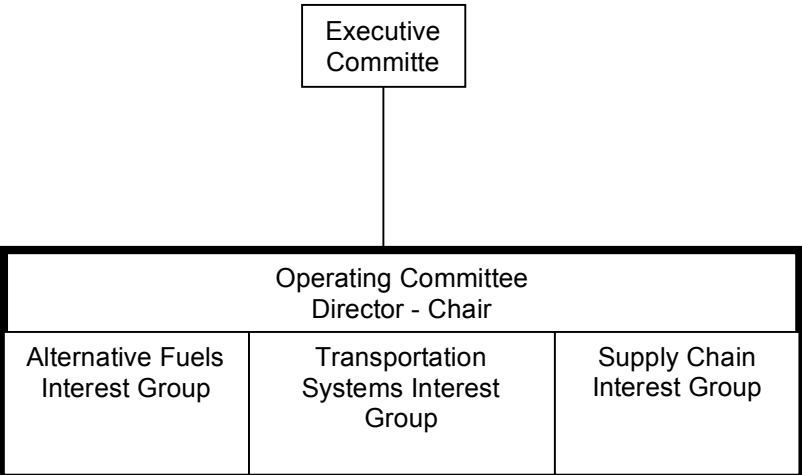 Executive
Committe
Operating Committee
Director - Chair
Alternative Fuels
Interest Group
Transportation
Systems Interest
Group
Supply Chain
Interest Group